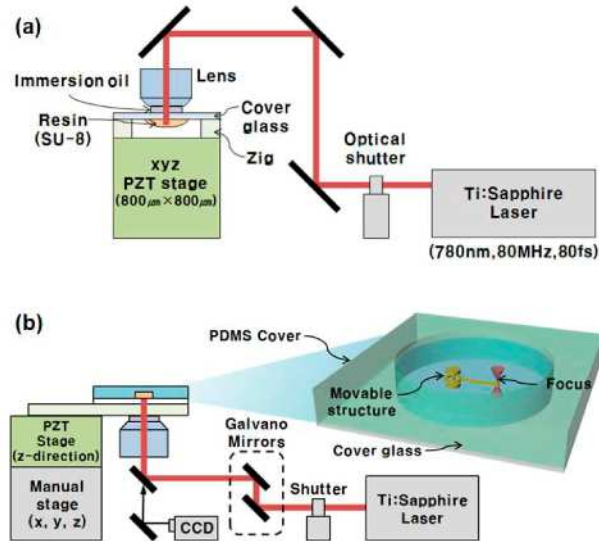 (a)
Lens
Immersion oil
Resin
(SU-8)
Cover
glass
Zig
xyz
PZT stage
(800㎛×800㎛)
Optical
shutter
Ti:Sapphire
Laser
(780nm,80MHz,80fs)
(b)
PDMS Cover
Movable
structure
Focus
Cover glass
PZT
Stage
(z-direction)
Manual
stage
(x, y, z)
Galvano
Mirrors
Shutter
CCD
Ti:Sapphire
Laser